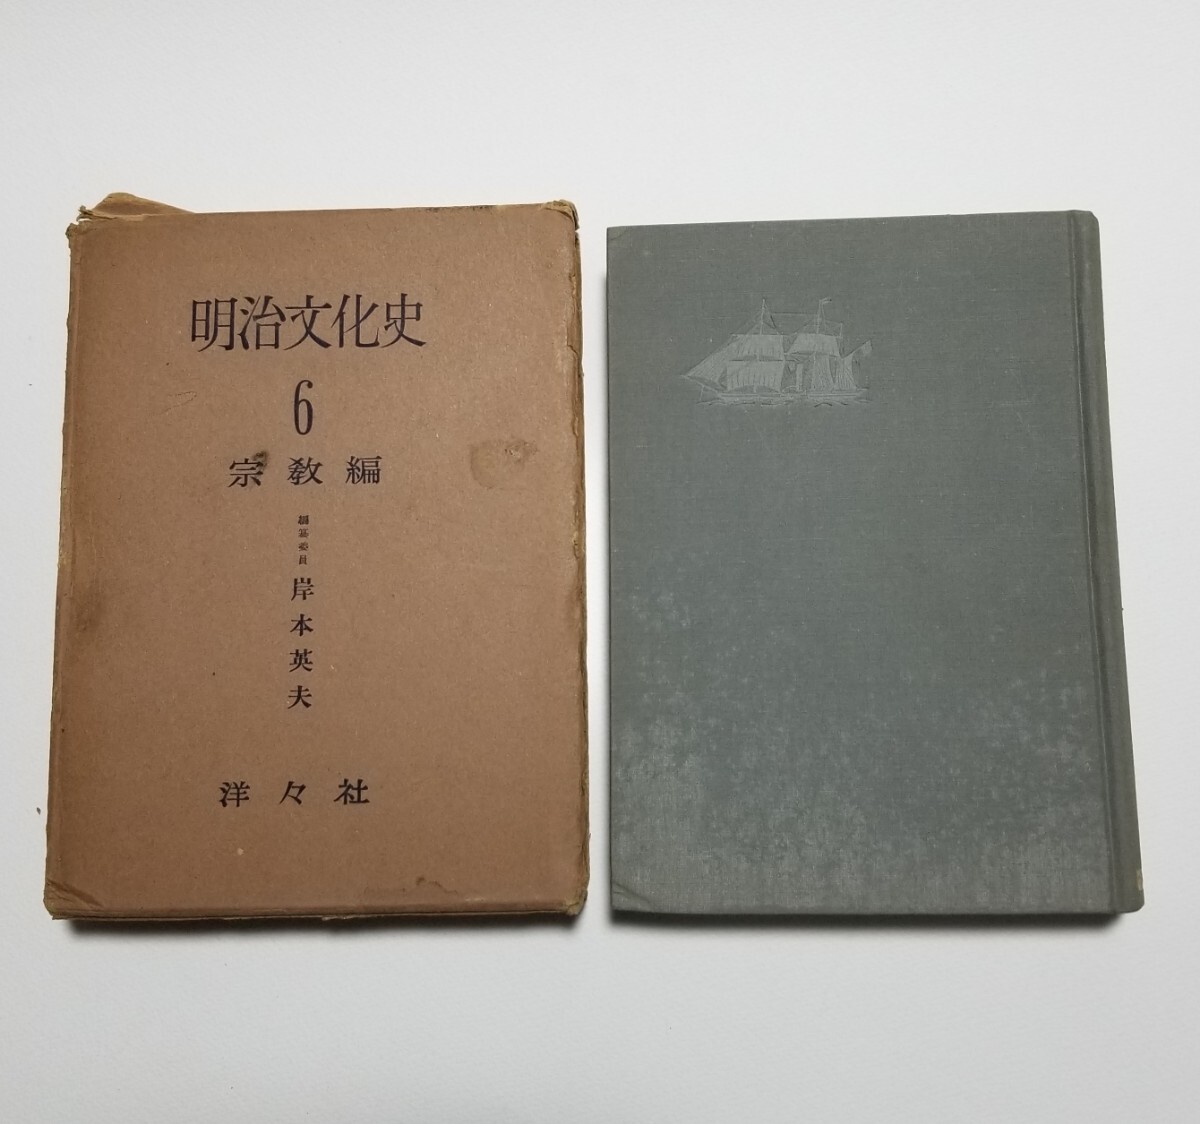 明治文化史
6
宗教編
編纂委員
岸本英夫
洋々社